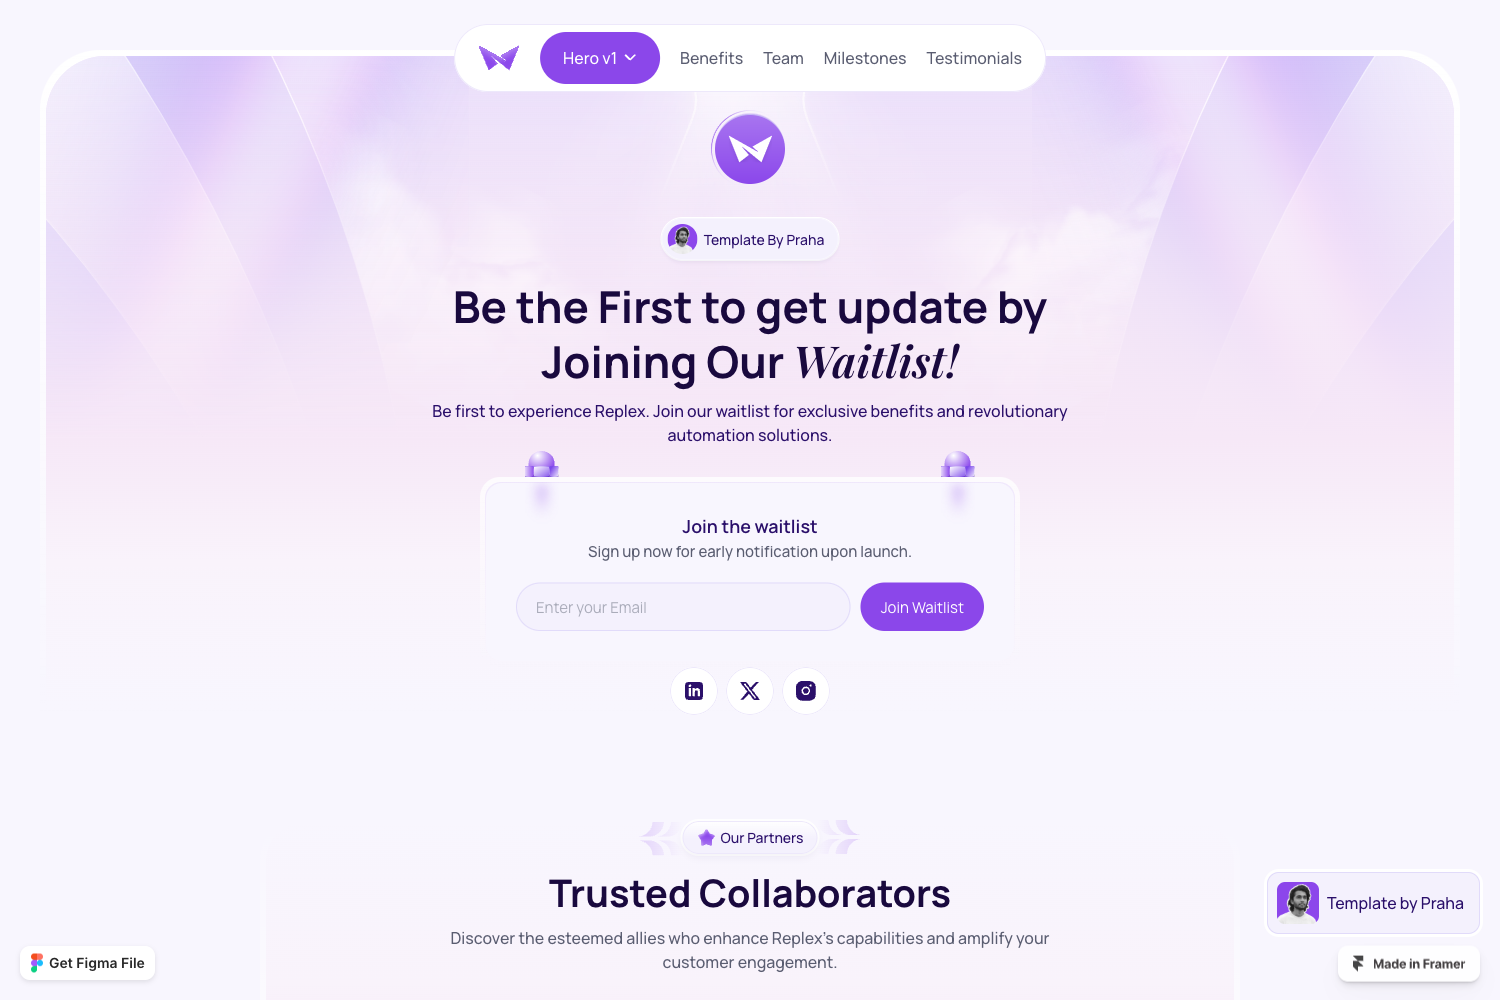 Hero v1
Benefits
Team
Milestones
Testimonials
Template By Praha
Be the First to get update by
Joining Our Waitlist!
Be first to experience Replex. Join our waitlist for exclusive benefits and revolutionary
automation solutions.
Join the waitlist
Sign up now for early notification upon launch.
Enter your Email
Join Waitlist
Our Partners
Trusted Collaborators
Discover the esteemed allies who enhance Replex's capabilities and amplify your
customer engagement.
Template by Praha
Get Figma File
Made in Framer